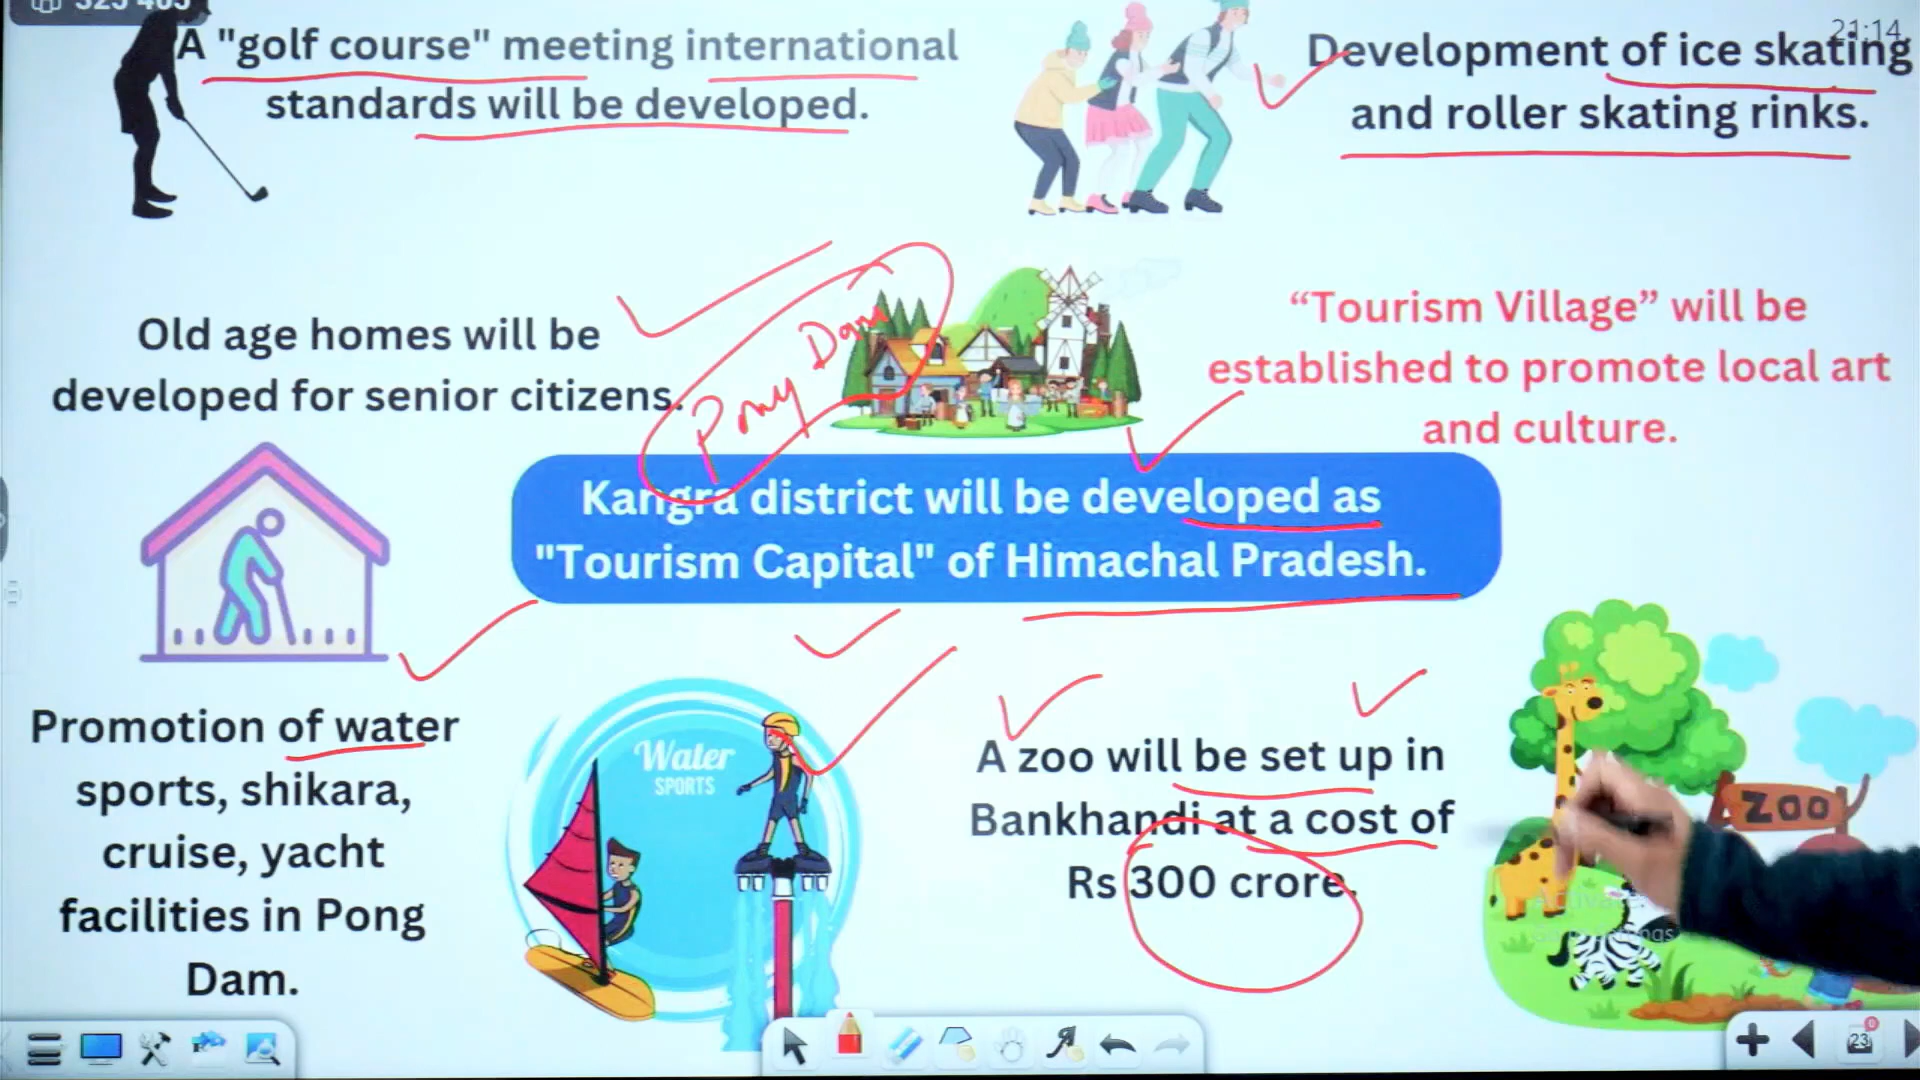 A "golf course" meeting international
standards will be developed.
21:14
Development of ice skating
and roller skating rinks.
Old age homes will be
developed for senior citizens.
Pong Dam
“Tourism Village” will be
established to promote local art
and culture.
Kangra district will be developed as
"Tourism Capital" of Himachal Pradesh.
Promotion of water
sports, shikara,
cruise, yacht
facilities in Pong
Dam.
Water
SPORTS
A zoo will be set up in
Bankhandi at a cost of
Rs 300 crore.
ZOO
23